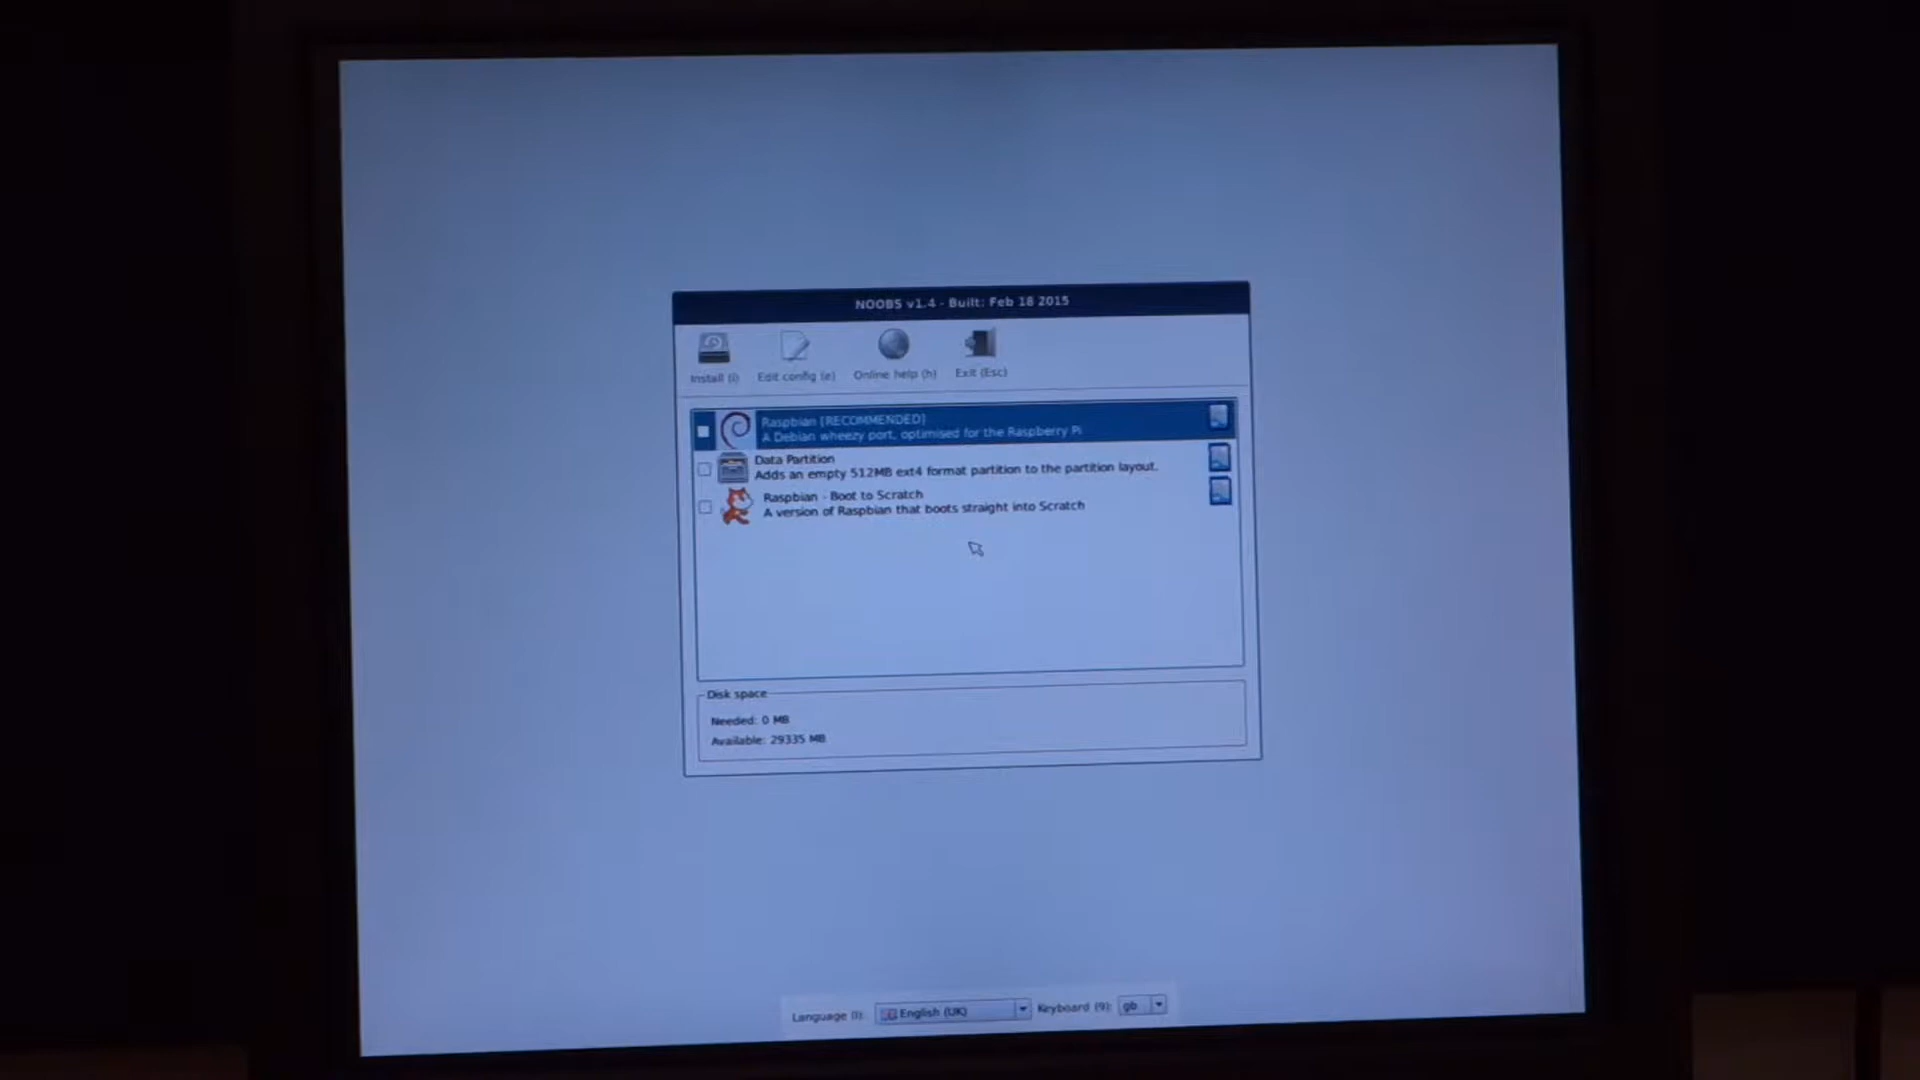 NOOBS v1.4 - Built: Feb 18 2015
Install (i) Edit config (e) Online help (h) Exit (Esc)
Raspbian [RECOMMENDED]
A Debian wheezy port, optimised for the Raspberry Pi
Data Partition
Adds an empty 512MB ext4 format partition to the partition layout.
Raspbian - Boot to Scratch
A version of Raspbian that boots straight into Scratch
Disk space
Needed: 0 MB
Available: 29335 MB
Language (l): English (UK) Keyboard (9): gb